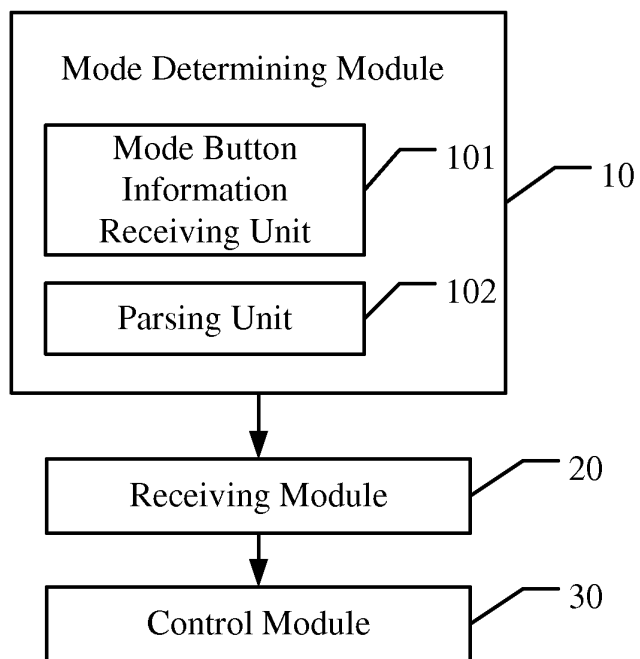 Mode Determining Module
Mode Button
Information
Receiving Unit
101
10
Parsing Unit
102
Receiving Module
20
Control Module
30